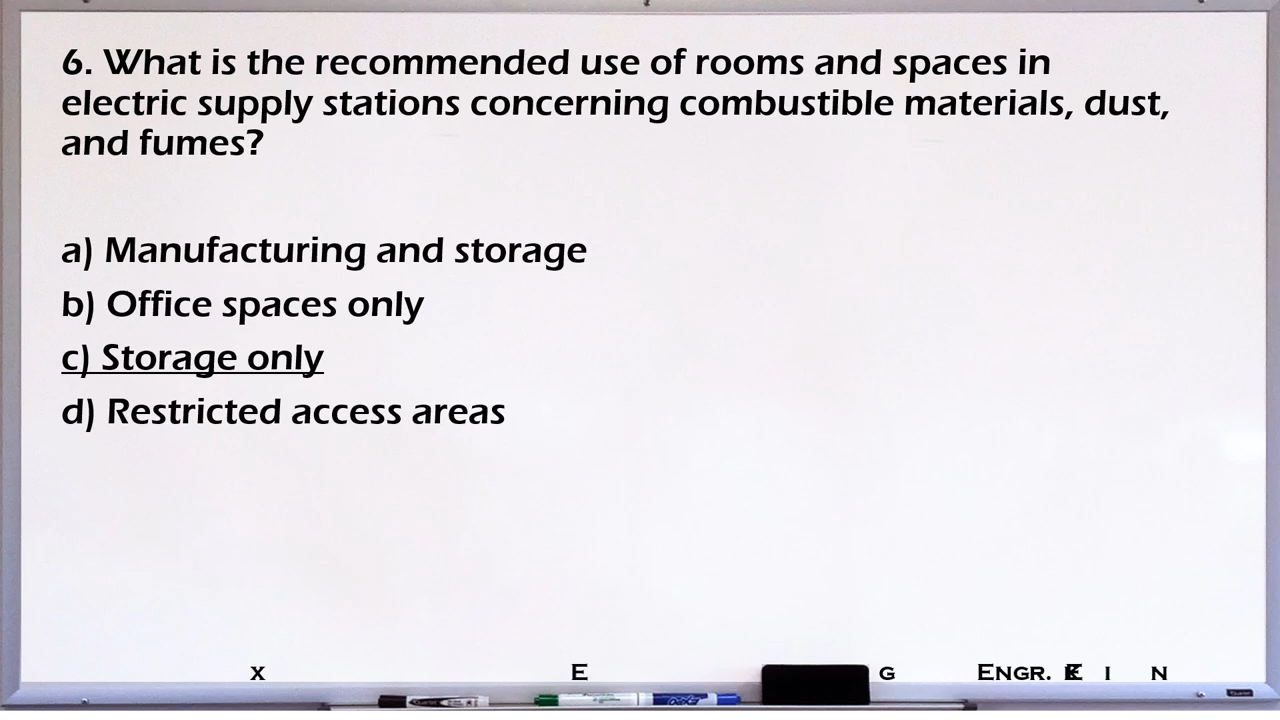 6. What is the recommended use of rooms and spaces in
electric supply stations concerning combustible materials, dust,
and fumes?
a) Manufacturing and storage
b) Office spaces only
c) Storage only
d) Restricted access areas
X E G ENGR. I N